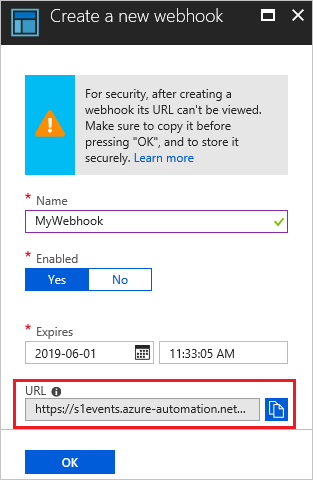 Create a new webhook
For security, after creating a
webhook its URL can't be viewed.
Make sure to copy it before
pressing "OK", and to store it
securely. Learn more
* Name
MyWebhook
* Enabled
Yes No
* Expires
2019-06-01 11:33:05 AM
URL
https://s1events.azure-automation.net...
OK